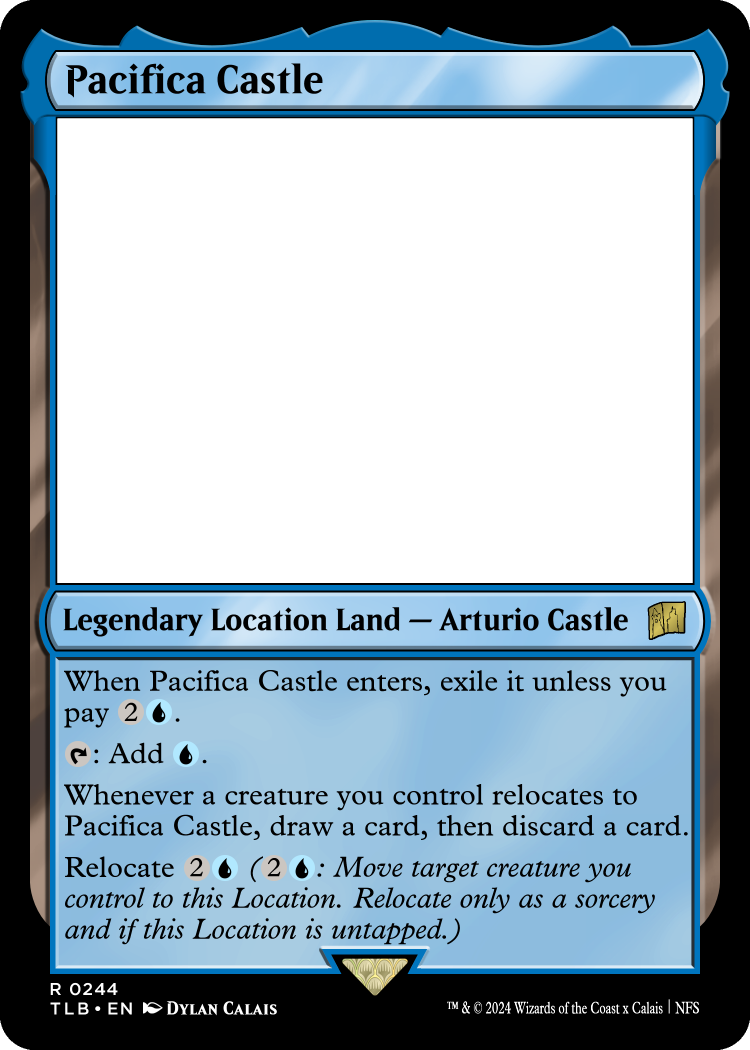 Pacifica Castle
Legendary Location Land — Arturio Castle
When Pacifica Castle enters, exile it unless you
pay 2.
: Add .
Whenever a creature you control relocates to
Pacifica Castle, draw a card, then discard a card.
Relocate 2 (2: Move target creature you
control to this Location. Relocate only as a sorcery
and if this Location is untapped.)
R 0244
TLB • EN Dylan Calais
™ & © 2024 Wizards of the Coast x Calais | NFS